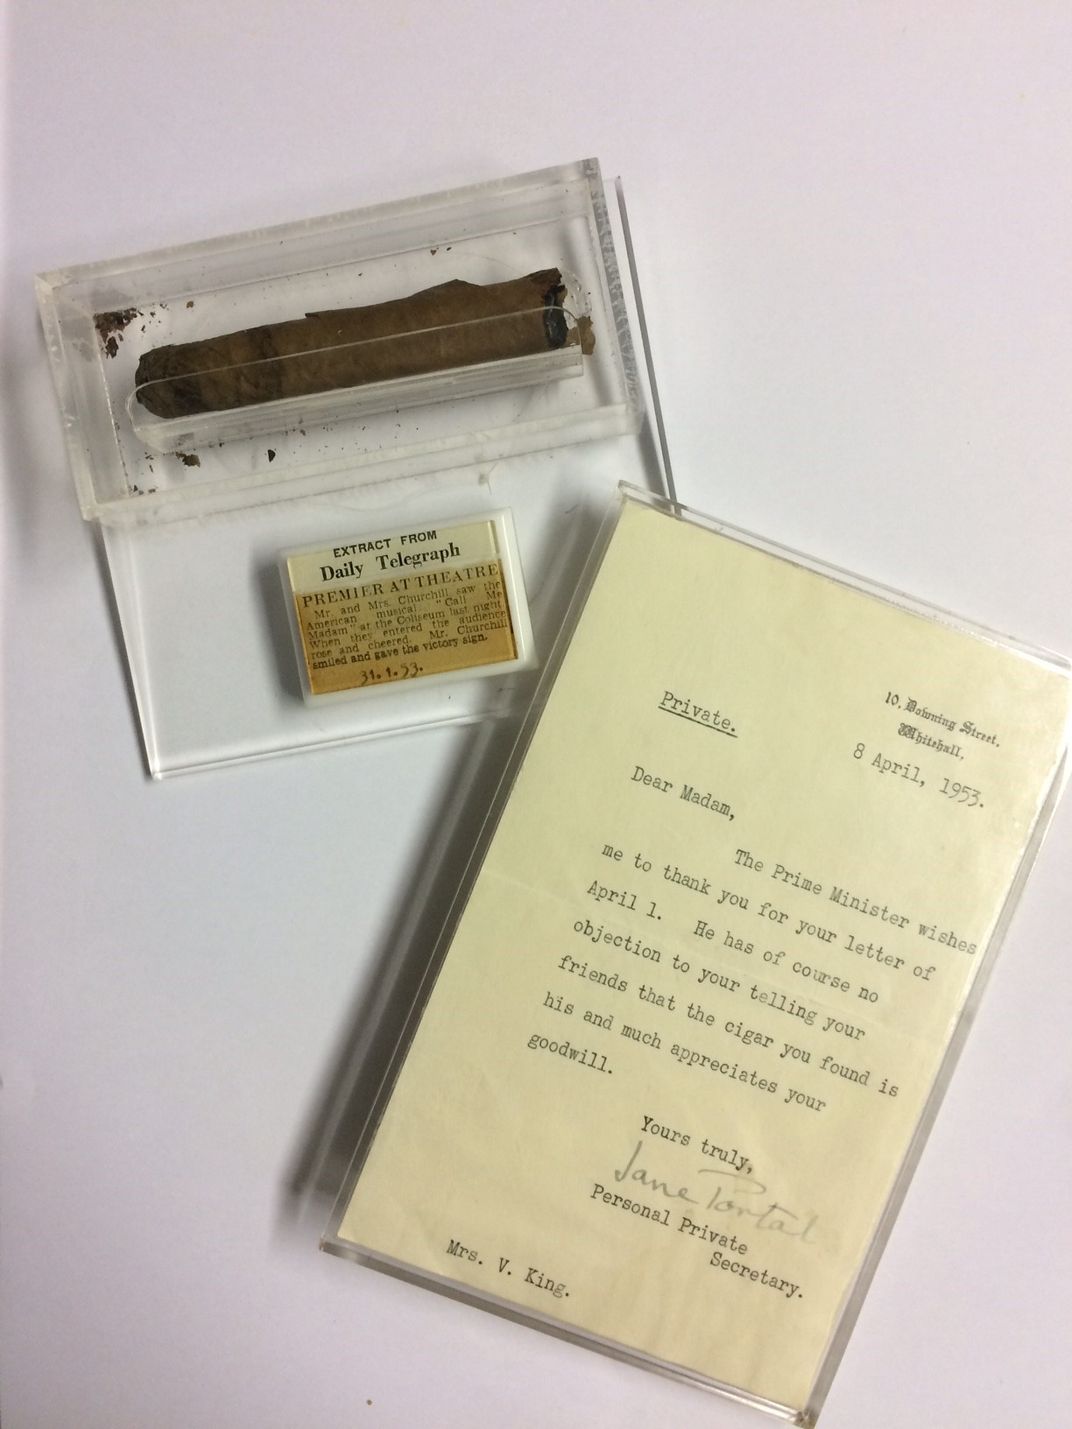 EXTRACT FROM
Daily Telegraph
PREMIER AT THEATRE
Mr. and Mrs. Churchill saw the
American musical "Call Me
Madam" at the Coliseum last night.
When they entered the audience
rose and cheered. Mr. Churchill
smiled and gave the victory sign.
31.1.53.
10, Downing Street,
Whitehall,
Private.
8 April, 1953.
Dear Madam,
The Prime Minister wishes
me to thank you for your letter of
April 1. He has of course no
objection to your telling your
friends that the cigar you found is
his and much appreciates your
goodwill.
Yours truly,
Jane Portal
Personal Private
Secretary.
Mrs. V. King.